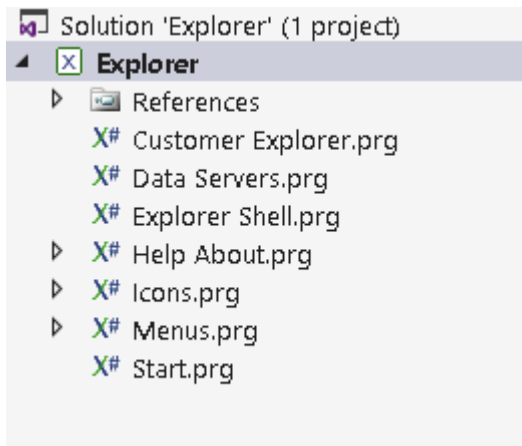 Solution 'Explorer' (1 project)
X Explorer
References
X# Customer Explorer.prg
X# Data Servers.prg
X# Explorer Shell.prg
X# Help About.prg
X# Icons.prg
X# Menus.prg
X# Start.prg